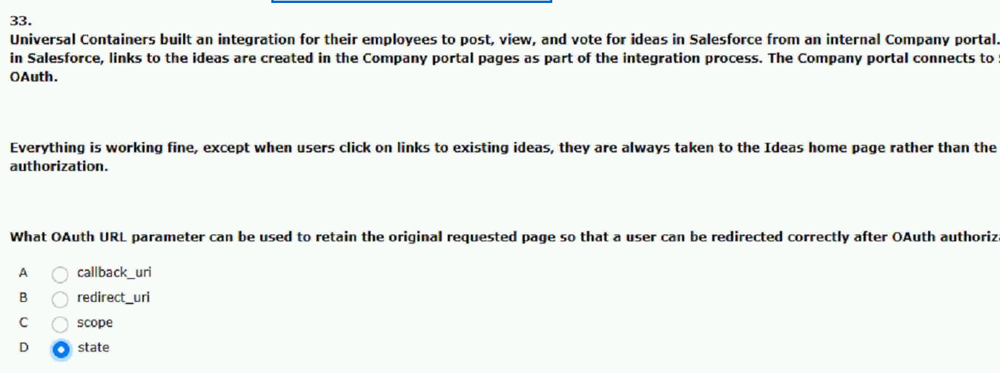 33.
Universal Containers built an integration for their employees to post, view, and vote for ideas in Salesforce from an internal Company portal.
in Salesforce, links to the ideas are created in the Company portal pages as part of the integration process. The Company portal connects to
OAuth.
Everything is working fine, except when users click on links to existing ideas, they are always taken to the Ideas home page rather than the
authorization.
What OAuth URL parameter can be used to retain the original requested page so that a user can be redirected correctly after OAuth
A callback_uri
B redirect_uri
C scope
D state